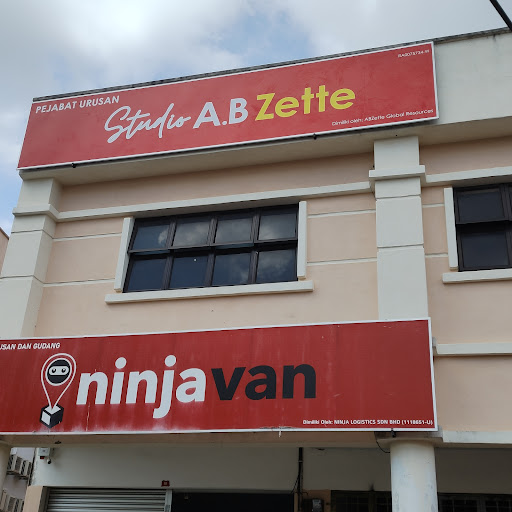 PEJABAT URUSAN
Studio A.B Zette
Dimiliki oleh: ABZette Global Resources
USAN DAN GUDANG
ninjavan
Dimiliki Oleh: NINJA LOGISTICS SDN BHD (1118651-U)